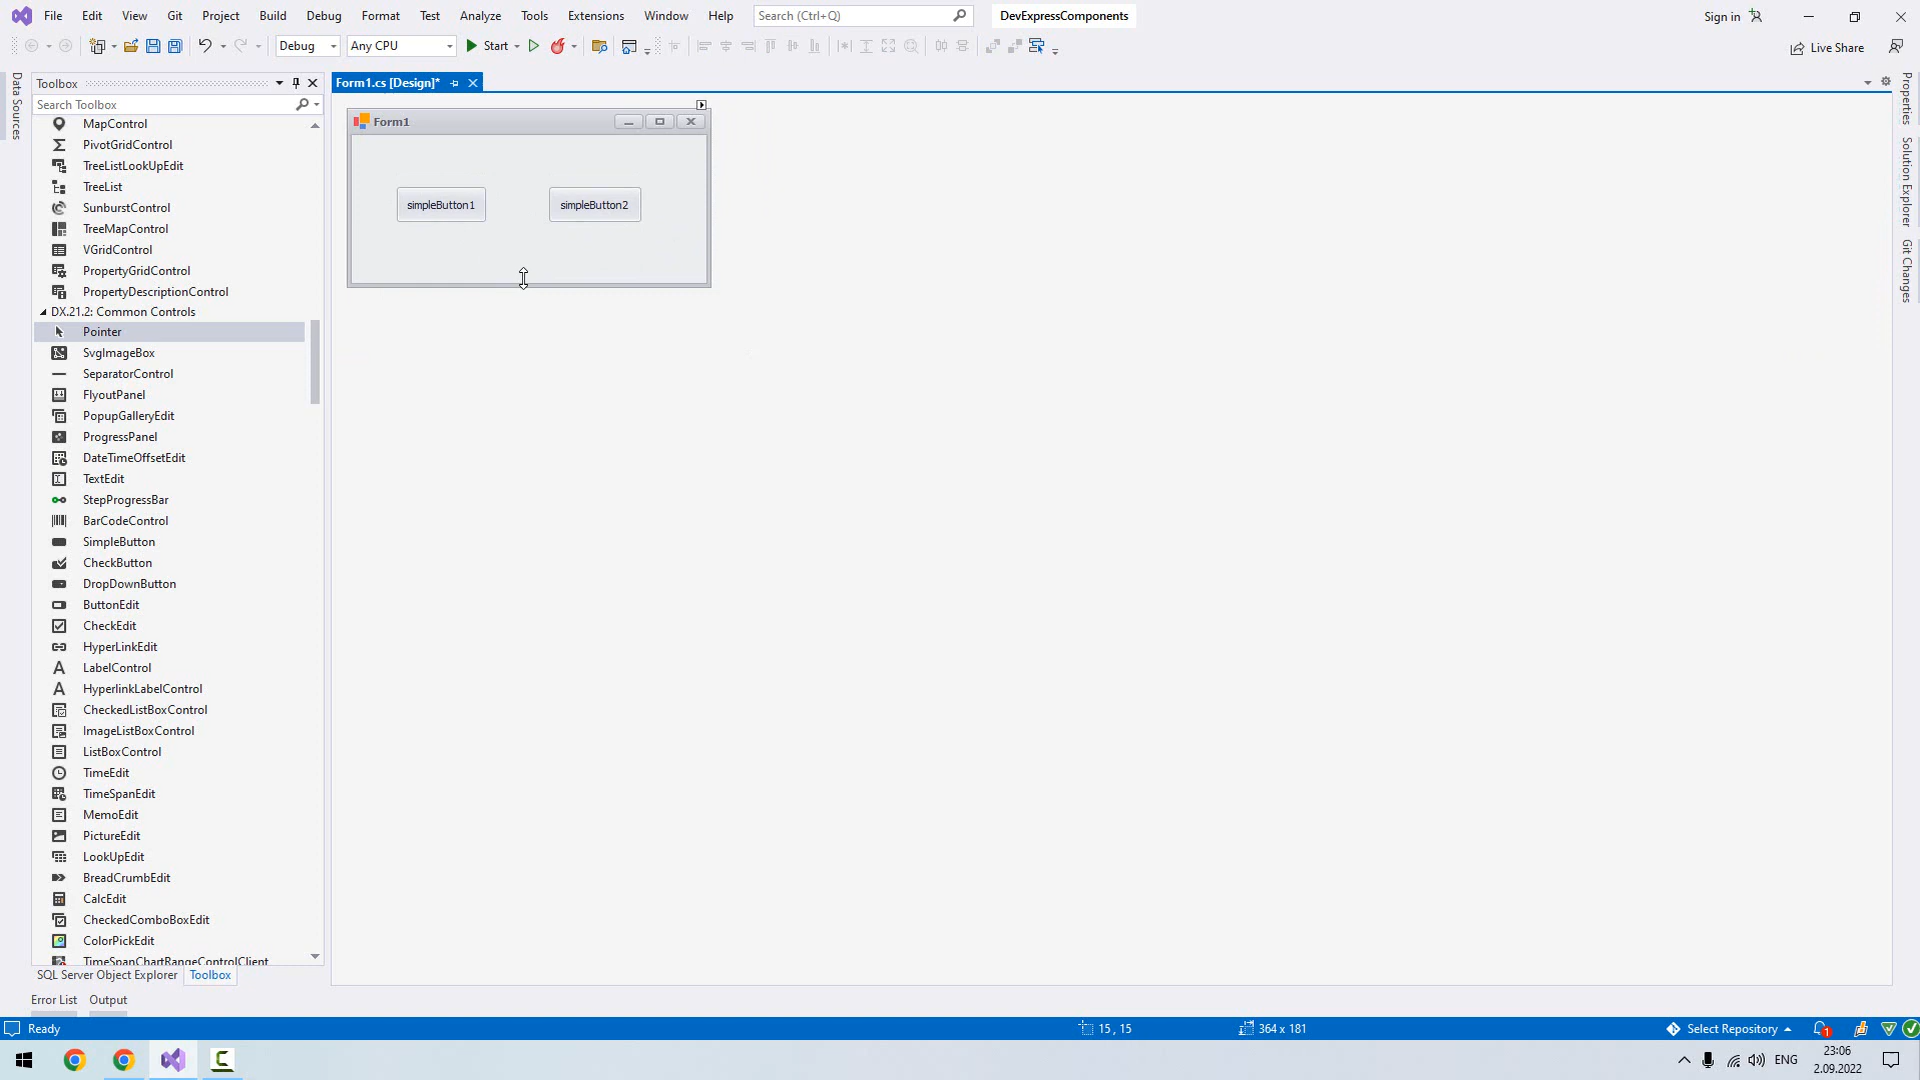 File Edit View Git Project Build Debug Format Test Analyze Tools Extensions Window Help Search (Ctrl+Q) DevExpressComponents Sign in
Debug Any CPU Start Live Share
Toolbox
Form1.cs [Design]*
Search Toolbox
Data Sources
Properties
Solution Explorer
Git Changes
MapControl
PivotGridControl
TreeListLookUpEdit
TreeList
SunburstControl
TreeMapControl
VGridControl
PropertyGridControl
PropertyDescriptionControl
DX.21.2: Common Controls
Pointer
SvgImageBox
SeparatorControl
FlyoutPanel
PopupGalleryEdit
ProgressPanel
DateTimeOffsetEdit
TextEdit
StepProgressBar
BarCodeControl
SimpleButton
CheckButton
DropDownButton
ButtonEdit
CheckEdit
HyperLinkEdit
LabelControl
HyperlinkLabelControl
CheckedListBoxControl
ImageListBoxControl
ListBoxControl
TimeEdit
TimeSpanEdit
MemoEdit
PictureEdit
LookUpEdit
BreadCrumbEdit
CalcEdit
CheckedComboBoxEdit
ColorPickEdit
TimeSpanChartRangeControlClient
Form1
simpleButton1 simpleButton2
SQL Server Object Explorer Toolbox
Error List Output
Ready 15 , 15 364 x 181 Select Repository 1
ENG
23:06
2.09.2022